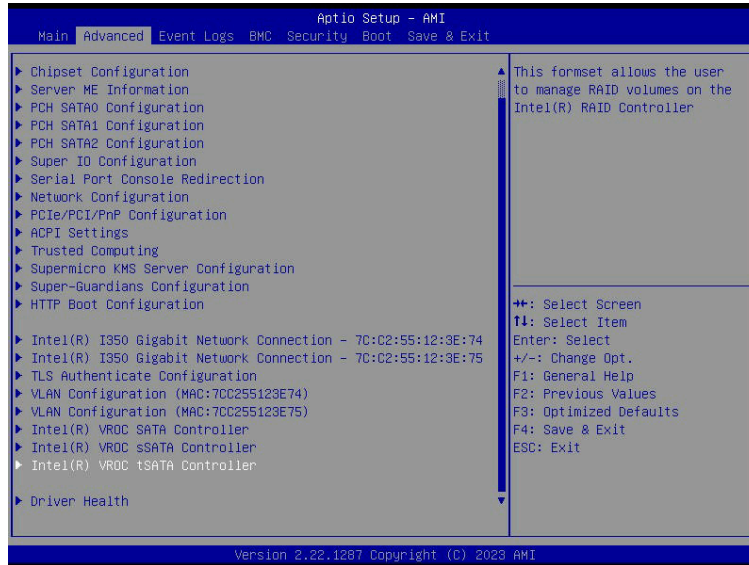 Aptio Setup - AMI
Main Advanced Event Logs BMC Security Boot Save & Exit
Chipset Configuration
Server ME Information
PCH SATA0 Configuration
PCH SATA1 Configuration
PCH SATA2 Configuration
Super IO Configuration
Serial Port Console Redirection
Network Configuration
PCIe/PCI/PnP Configuration
ACPI Settings
Trusted Computing
Supermicro KMS Server Configuration
Super-Guardians Configuration
HTTP Boot Configuration
Intel(R) I350 Gigabit Network Connection - 7C:C2:55:12:3E:74
Intel(R) I350 Gigabit Network Connection - 7C:C2:55:12:3E:75
TLS Authenticate Configuration
VLAN Configuration (MAC:7CC255123E74)
VLAN Configuration (MAC:7CC255123E75)
Intel(R) VROC SATA Controller
Intel(R) VROC sSATA Controller
Intel(R) VROC tSATA Controller
Driver Health
This formset allows the user
to manage RAID volumes on the
Intel(R) RAID Controller
→←: Select Screen
↑↓: Select Item
Enter: Select
+/-: Change Opt.
F1: General Help
F2: Previous Values
F3: Optimized Defaults
F4: Save & Exit
ESC: Exit
Version 2.22.1287 Copyright (C) 2023 AMI